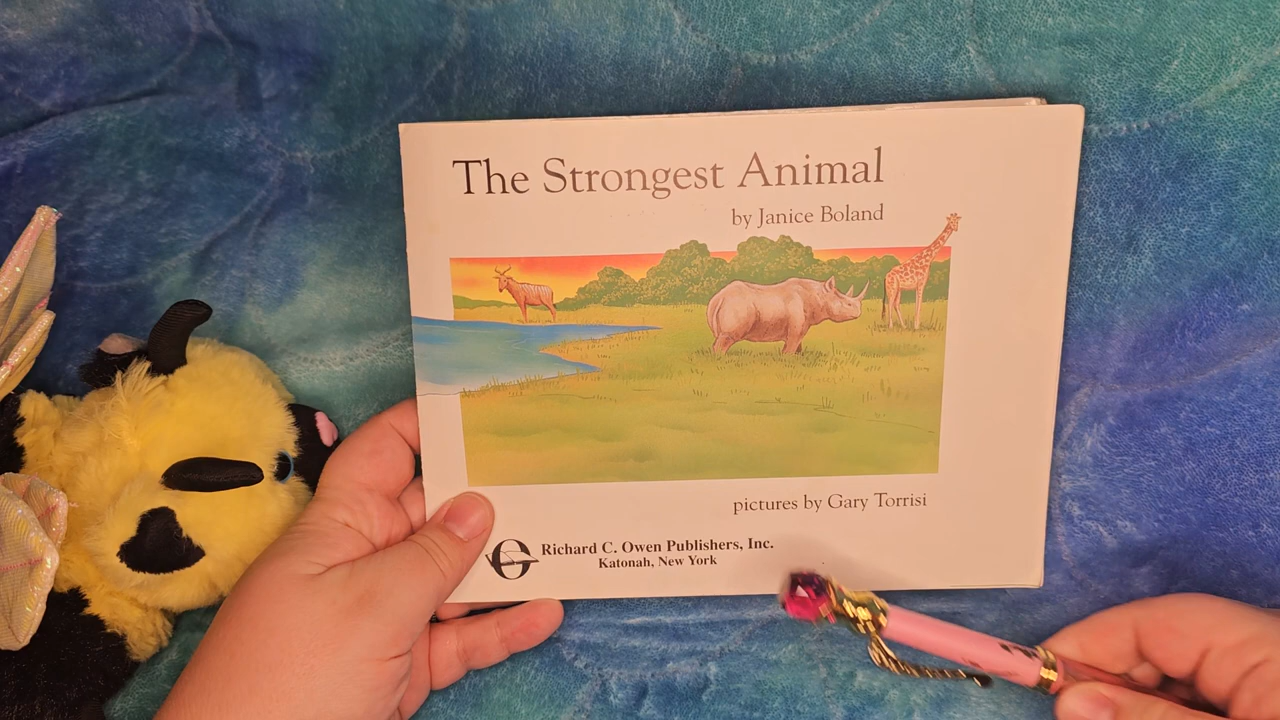 The Strongest Animal
by Janice Boland
pictures by Gary Torrisi
Richard C. Owen Publishers, Inc.
Katonah, New York